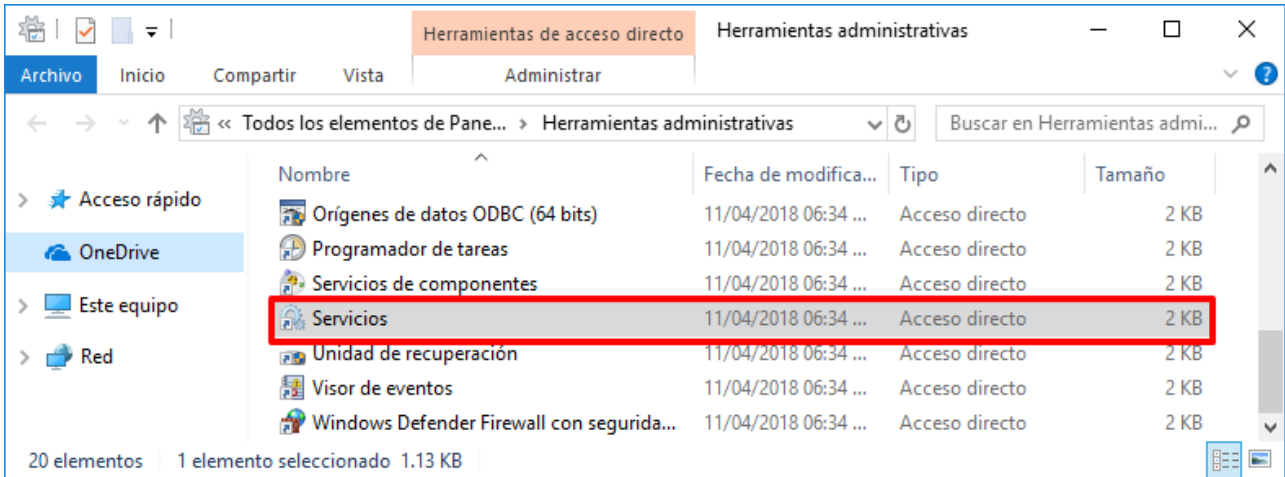 Herramientas de acceso directo Herramientas administrativas
Archivo Inicio Compartir Vista Administrar
« Todos los elementos de Pane... > Herramientas administrativas Buscar en Herramientas admi...
Nombre Fecha de modifica... Tipo Tamaño
Acceso rápido
OneDrive
Este equipo
Red
Orígenes de datos ODBC (64 bits) 11/04/2018 06:34 ... Acceso directo 2 KB
Programador de tareas 11/04/2018 06:34 ... Acceso directo 2 KB
Servicios de componentes 11/04/2018 06:34 ... Acceso directo 2 KB
Servicios 11/04/2018 06:34 ... Acceso directo 2 KB
Unidad de recuperación 11/04/2018 06:34 ... Acceso directo 2 KB
Visor de eventos 11/04/2018 06:34 ... Acceso directo 2 KB
Windows Defender Firewall con segurida... 11/04/2018 06:34 ... Acceso directo 2 KB
20 elementos 1 elemento seleccionado 1.13 KB